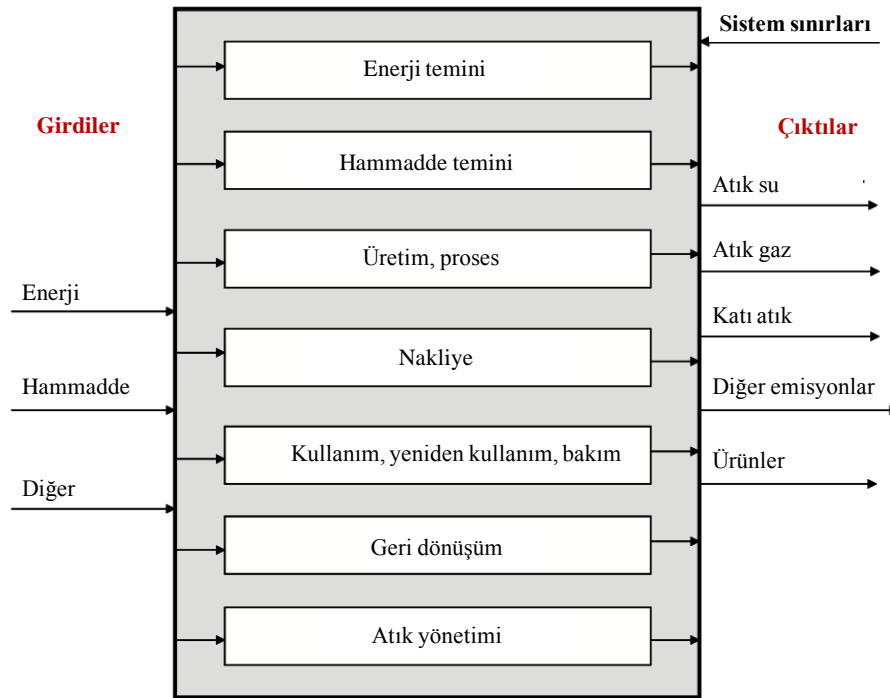 Sistem sınırları
Enerji temini
Girdiler
Çıktılar
Hammadde temini
Atık su
Üretim, proses
Atık gaz
Enerji
Katı atık
Nakliye
Hammadde
Diğer emisyonlar
Kullanım, yeniden kullanım, bakım
Ürünler
Diğer
Geri dönüşüm
Atık yönetimi